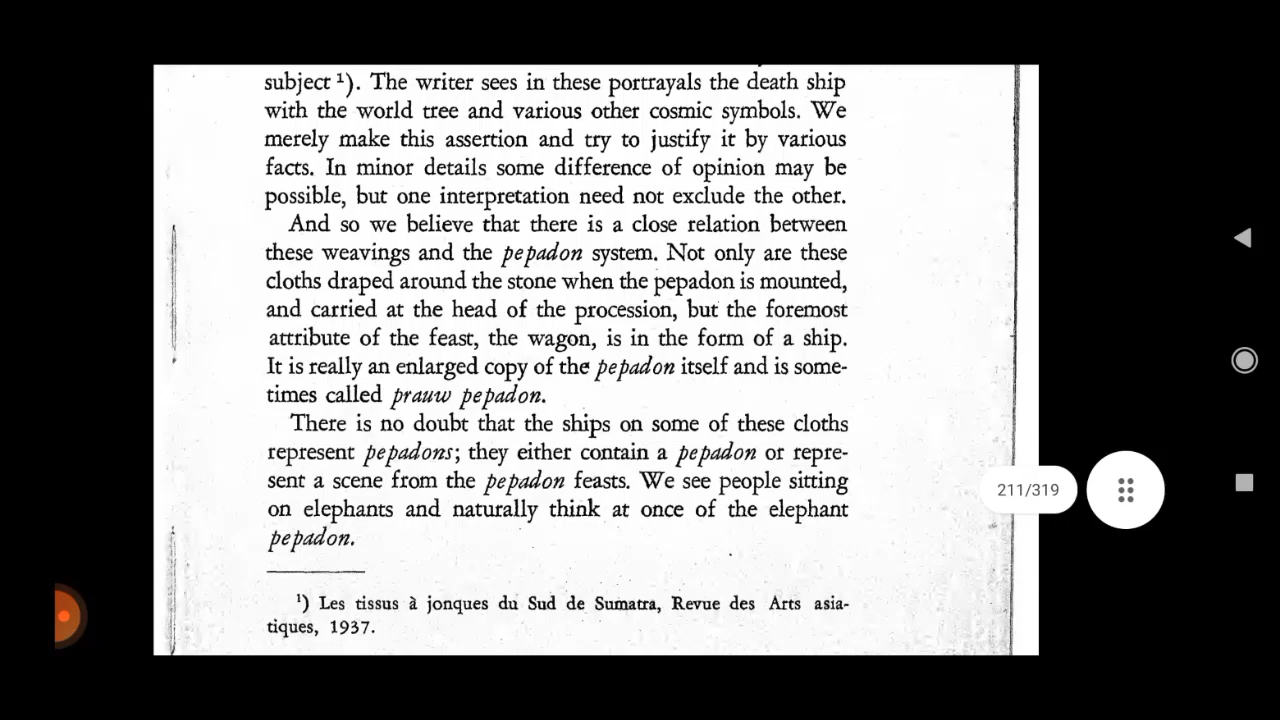 subject ¹). The writer sees in these portrayals the death ship
with the world tree and various other cosmic symbols. We
merely make this assertion and try to justify it by various
facts. In minor details some difference of opinion may be
possible, but one interpretation need not exclude the other.
And so we believe that there is a close relation between
these weavings and the pepadon system. Not only are these
cloths draped around the stone when the pepadon is mounted,
and carried at the head of the procession, but the foremost
attribute of the feast, the wagon, is in the form of a ship.
It is really an enlarged copy of the pepadon itself and is some-
times called prauw pepadon.
There is no doubt that the ships on some of these cloths
represent pepadons; they either contain a pepadon or repre-
sent a scene from the pepadon feasts. We see people sitting
on elephants and naturally think at once of the elephant
pepadon.
¹) Les tissus à jonques du Sud de Sumatra, Revue des Arts asia-
tiques, 1937.
211/319